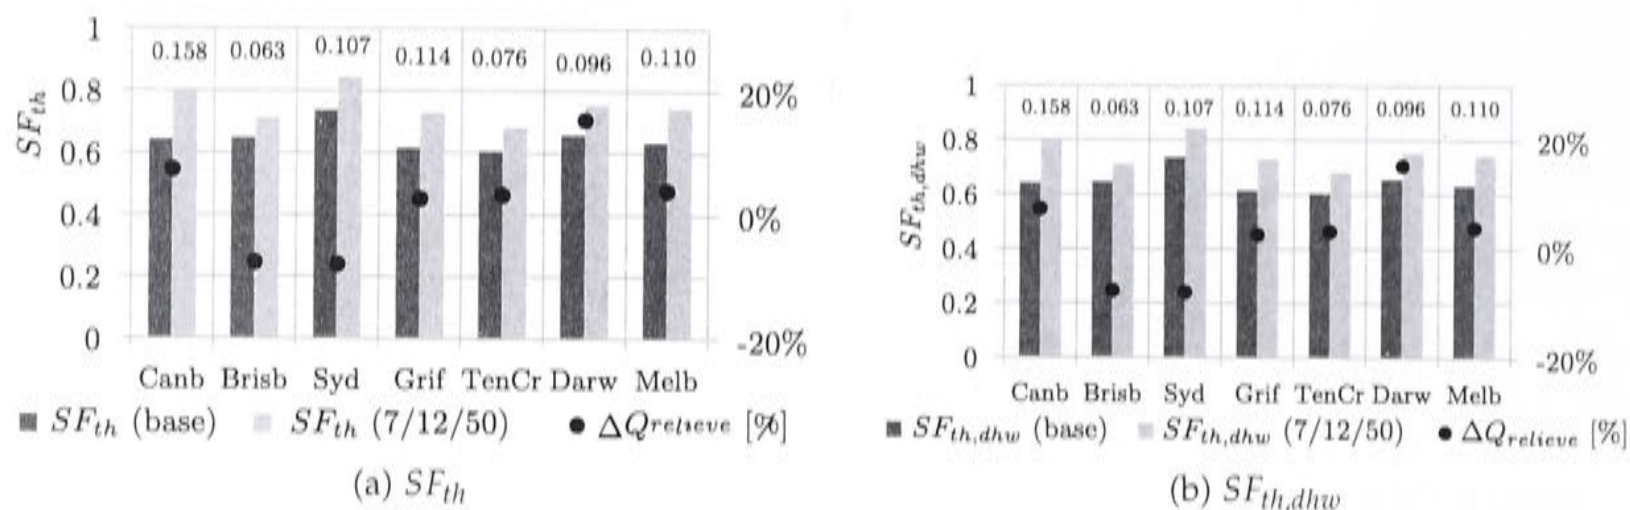 1
0.158 0.063 0.107 0.114 0.076 0.096 0.110
0.8
20%
SF_th
0.6
0.4
0%
0.2
0
-20%
Canb Brisb Syd Grif TenCr Darw Melb
SF_th (base) SF_th (7/12/50) ΔQ_relieve [%]
(a) SF_th
1
0.158 0.063 0.107 0.114 0.076 0.096 0.110
0.8
20%
SF_th,dhw
0.6
0.4
0%
0.2
0
-20%
Canb Brisb Syd Grif TenCr Darw Melb
SF_th,dhw (base) SF_th,dhw (7/12/50) ΔQ_relieve [%]
(b) SF_th,dhw